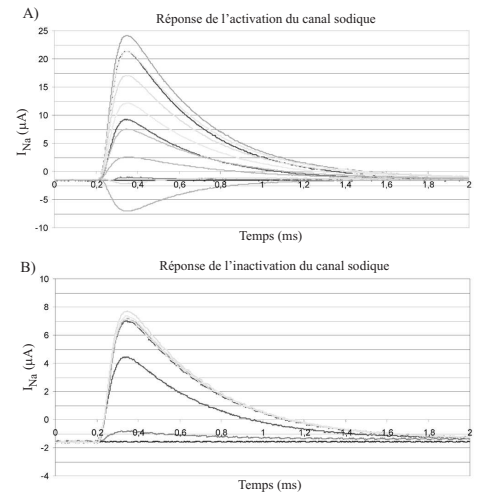 A)
Réponse de l’activation du canal sodique
25
20
15
10
5
0
-5
-10
I_Na (µA)
0 0,2 0,4 0,6 0,8 1 1,2 1,4 1,6 1,8 2
Temps (ms)
B)
Réponse de l’inactivation du canal sodique
10
8
6
4
2
0
-2
-4
I_Na (µA)
0 0,2 0,4 0,6 0,8 1 1,2 1,4 1,6 1,8 2
Temps (ms)